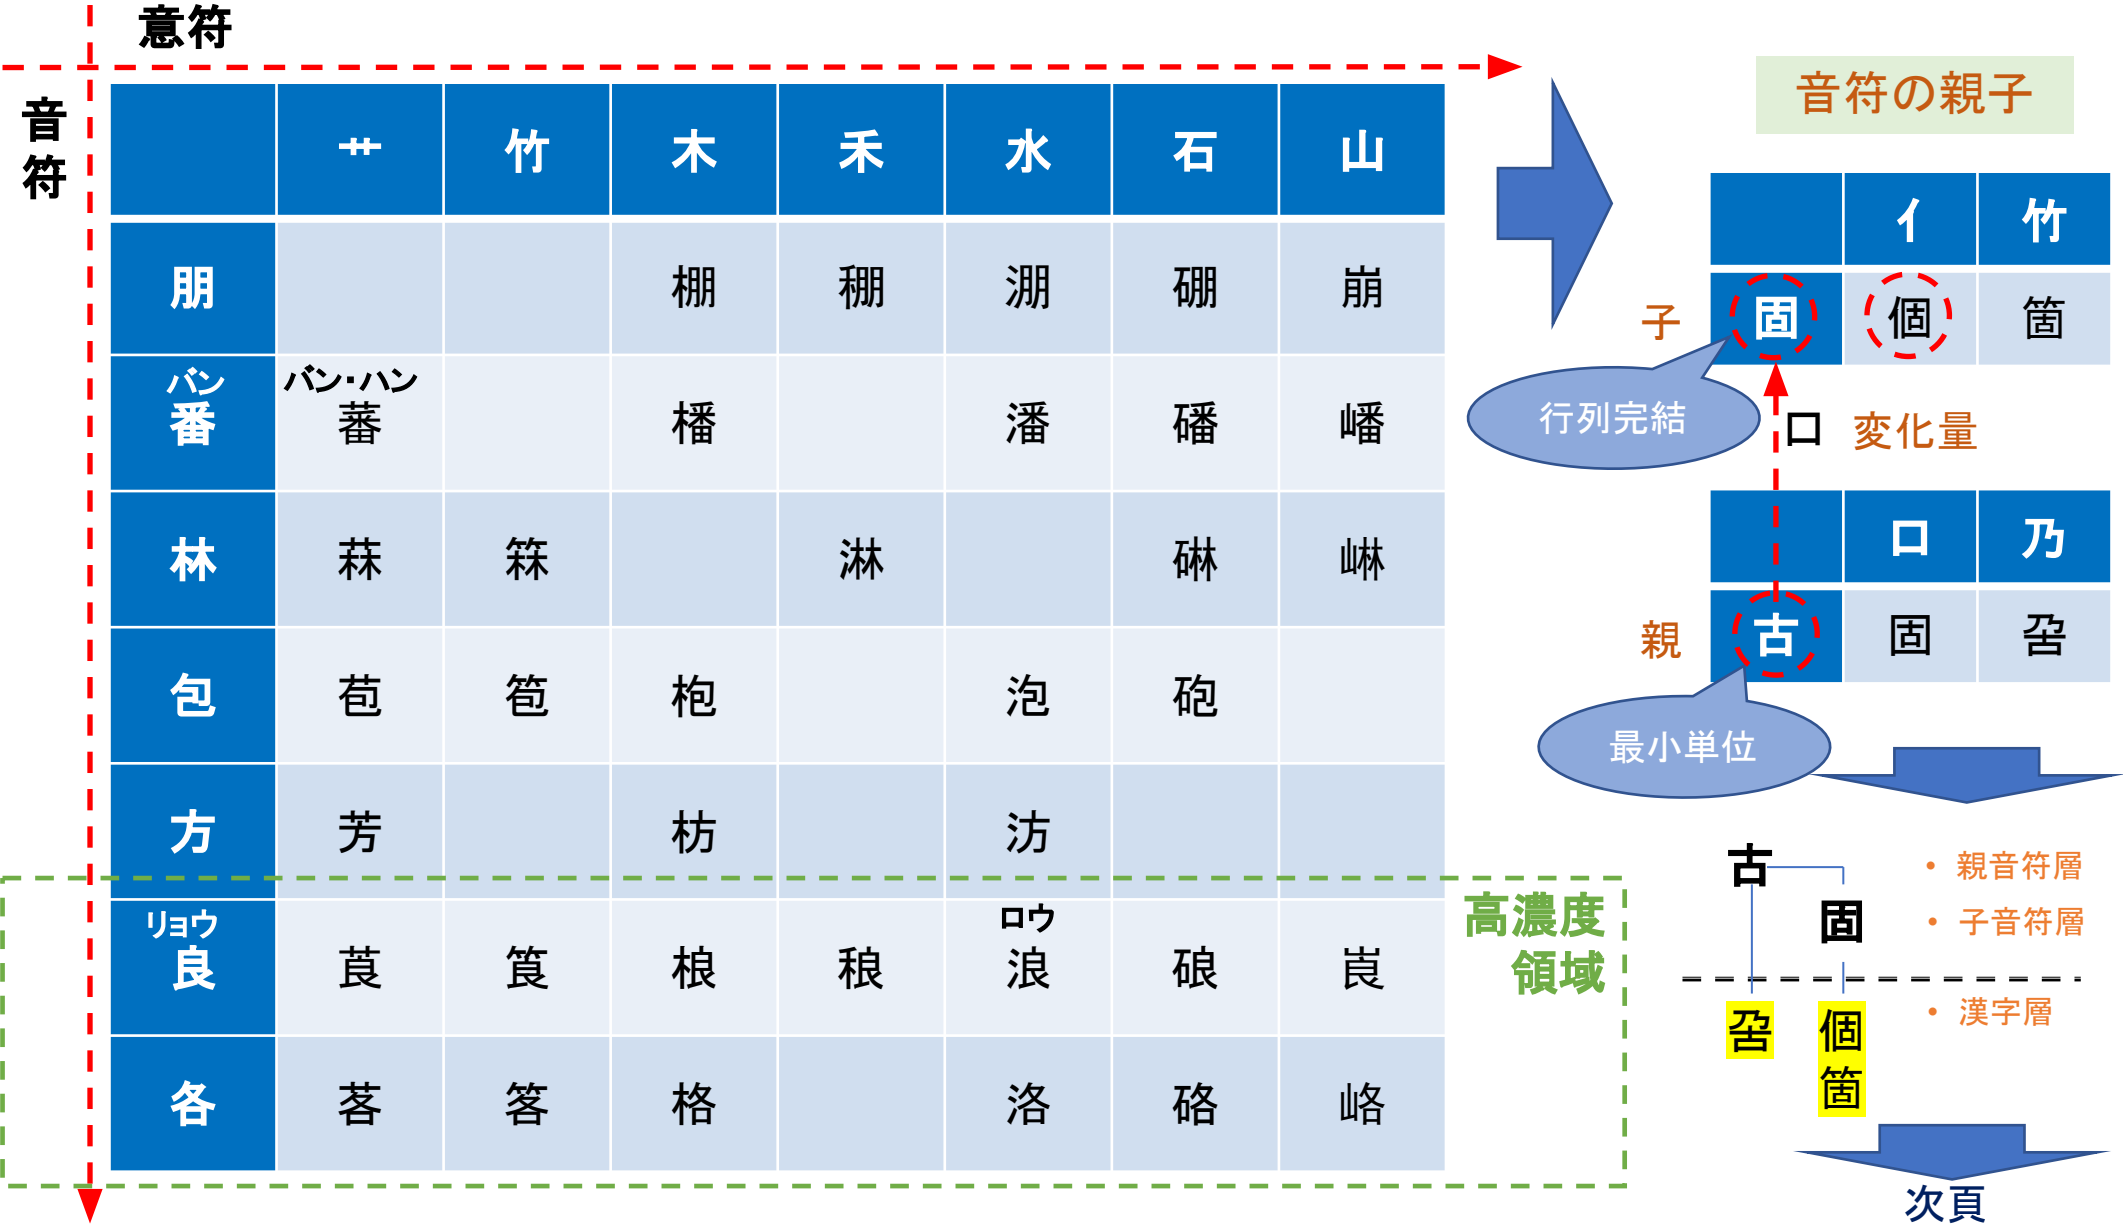 意符
音
符
艹 竹 木 禾 水 石 山
朋 棚 稝 淜 硼 崩
バン バン・ハン
番 蕃 橎 潘 磻 嶓
林 菻 箖 淋 碄 崊
包 苞 笣 枹 泡 砲
方 芳 枋 汸
リョウ ロウ
良 莨 筤 桹 稂 浪 硠 崀
各 茖 笿 格 洛 硌 峈
高濃度
領域
音符の親子
亻 竹
子 固 個 箇
行列完結
口 変化量
口 乃
親 古 固
最小単位
古
固
個
箇
• 親音符層
• 子音符層
• 漢字層
次頁